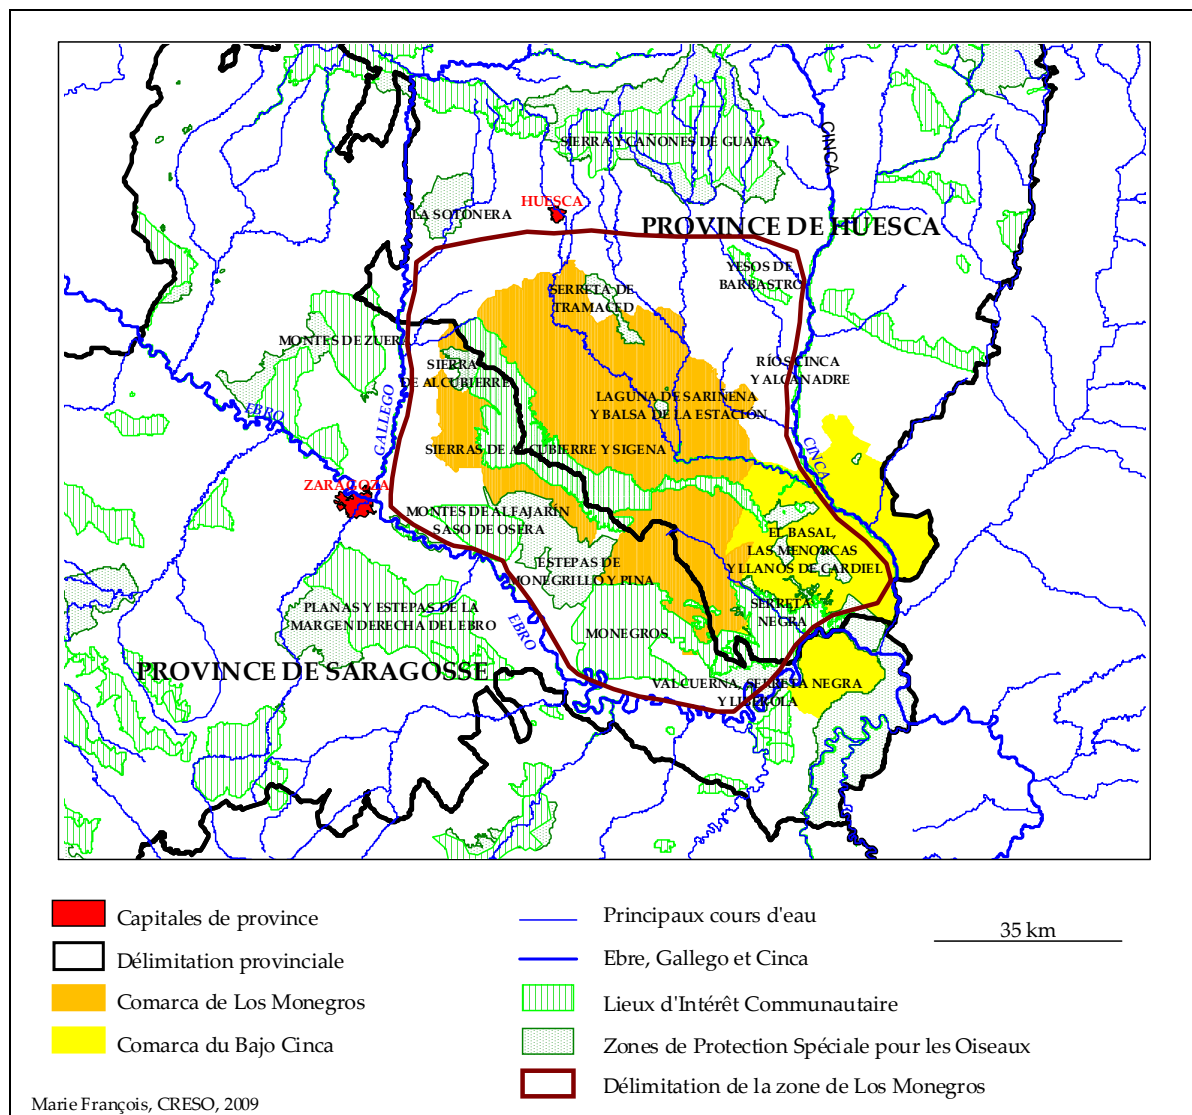 SIERRA Y CAÑONES DE GUARA
CINCA
HUESCA
LA SOTONERA
PROVINCE DE HUESCA
YESOS DE
BARBASTRO
SERRETA DE
TRAMACED
MONTES DE ZUER
SIERRA
DE ALCUBIERRE
RÍOS CINCA
Y ALCANADRE
LAGUNA DE SARIÑENA
Y BALSA DE LA ESTACIÓN
EBRO
GALLEGO
SIERRAS DE ALCUBIERRE Y SIGENA
CINCA
ZARAGOZA
MONTES DE ALFAJARÍN
SASO DE OSERA
EL BASAL,
LAS MENORCAS
Y LLANOS DE CARDIEL
ESTEPAS DE
MONEGRILLO Y PINA
PLANAS Y ESTEPAS DE LA
MARGEN DERECHA DEL EBRO
SERRETA
NEGRA
EBRO
MONEGROS
PROVINCE DE SARAGOSSE
VALCUERNA, SERRETA NEGRA
Y LIBEROLA
Capitales de province
Délimitation provinciale
Comarca de Los Monegros
Comarca du Bajo Cinca
Principaux cours d'eau
Ebre, Gallego et Cinca
Lieux d'Intérêt Communautaire
Zones de Protection Spéciale pour les Oiseaux
Délimitation de la zone de Los Monegros
35 km
Marie François, CRESO, 2009